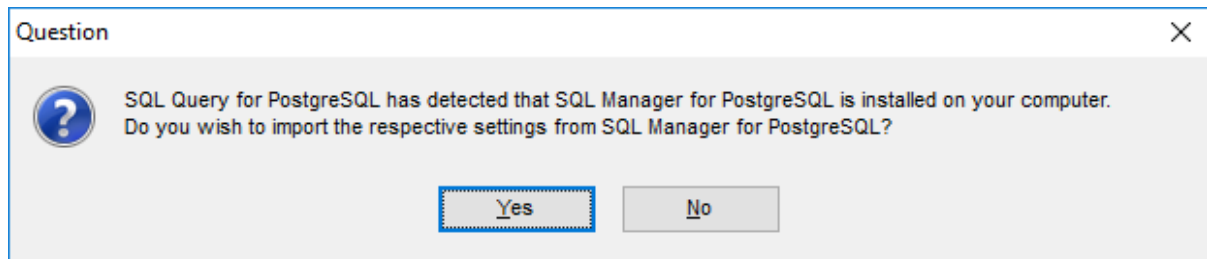 Question
SQL Query for PostgreSQL has detected that SQL Manager for PostgreSQL is installed on your computer.
Do you wish to import the respective settings from SQL Manager for PostgreSQL?
Yes No